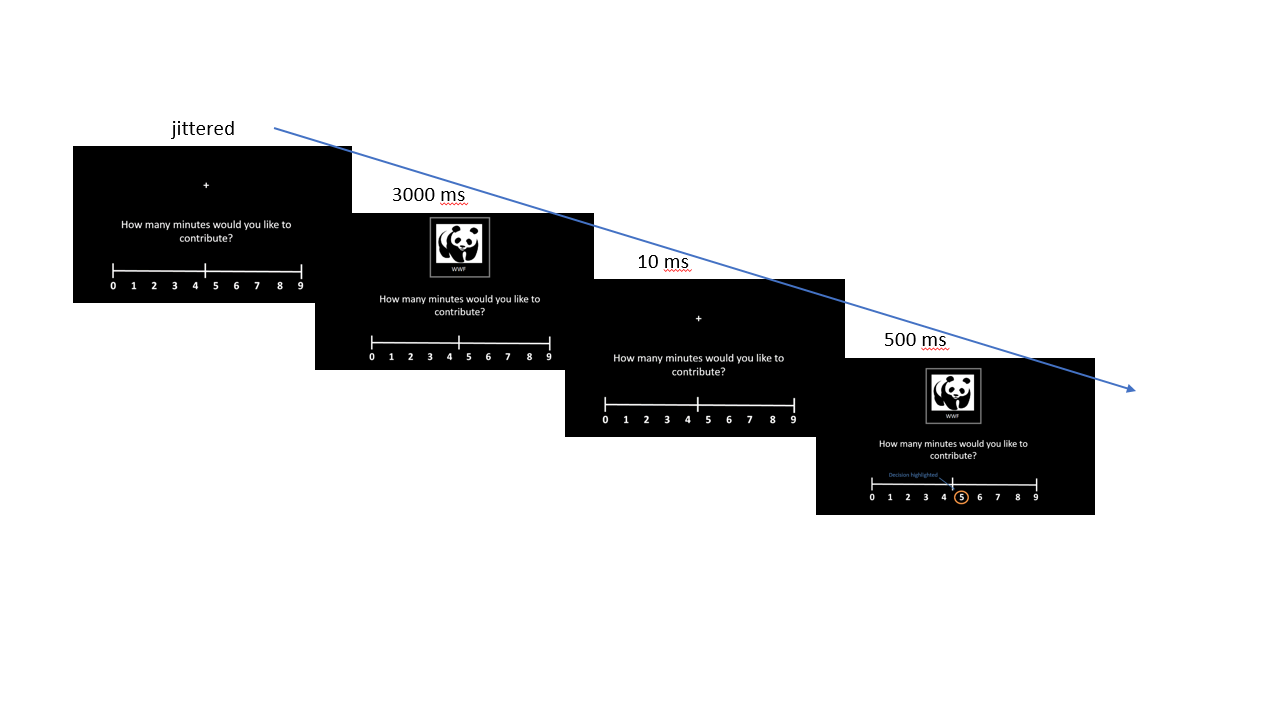 jittered
+
How many minutes would you like to
contribute?
0 1 2 3 4 5 6 7 8 9
3000 ms
WWF
How many minutes would you like to
contribute?
0 1 2 3 4 5 6 7 8 9
10 ms
+
How many minutes would you like to
contribute?
0 1 2 3 4 5 6 7 8 9
500 ms
WWF
How many minutes would you like to
contribute?
Decision highlighted
0 1 2 3 4 5 6 7 8 9